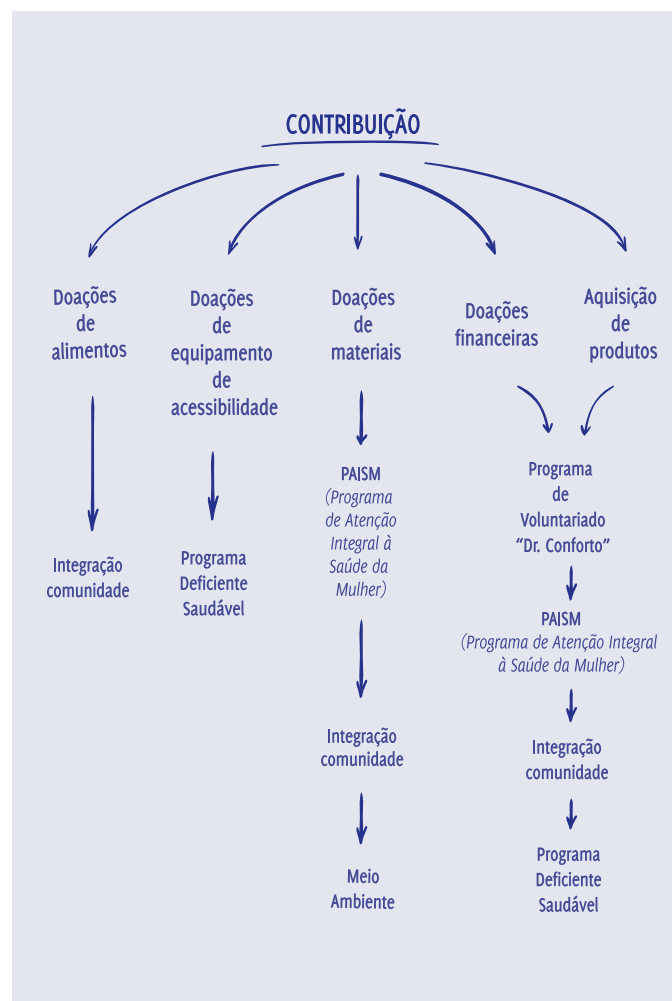 CONTRIBUIÇÃO
Doações
de
alimentos
Doações
de
equipamento
de
acessibilidade
Doações
de
materiais
Doações
financeiras
Aquisição
de
produtos
Integração
comunidade
Programa
Deficiente
Saudável
PAISM
(Programa
de Atenção
Integral à
Saúde da
Mulher)
Integração
comunidade
Meio
Ambiente
Programa
de
Voluntariado
“Dr. Conforto”
PAISM
(Programa de Atenção Integral
à Saúde da Mulher)
Integração
comunidade
Programa
Deficiente
Saudável